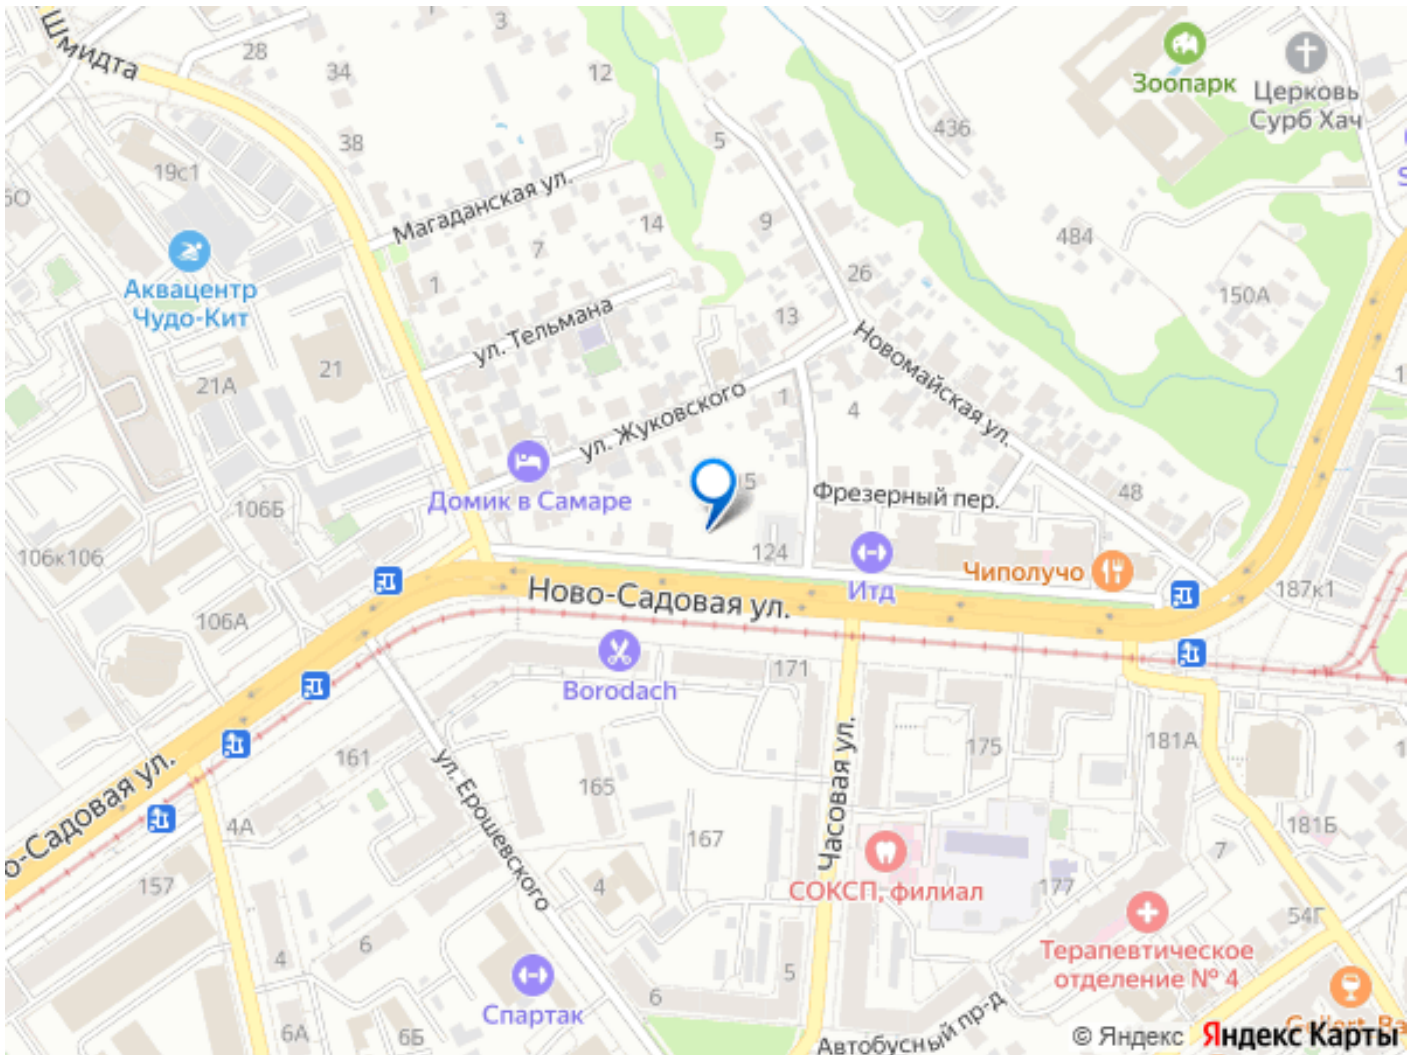 Шмидта
28
34
12
38
5
436
Зоопарк
Церковь
Сурб Хач
19с1
Магаданская ул.
14
9
7
484
26
1
150А
Аквацентр
Чудо-Кит
13
ул. Тельмана
Новомайская ул.
21
21А
ул. Жуковского
1
4
Домик в Самаре
5
48
Фрезерный пер.
106Б
106к106
124
Итд
Чиполучо
187к1
Ново-Садовая ул.
106А
Borodach
171
175
181А
161
ул. Ерошевского
165
Часовая ул.
о-Садовая ул.
4А
167
181Б
7
157
СОКСП, филиал
177
4
54Г
6
4
Терапевтическое
отделение № 4
5
Спартак
6
6А
6Б
Автобусный пр-д
© Яндекс
Яндекс Карты